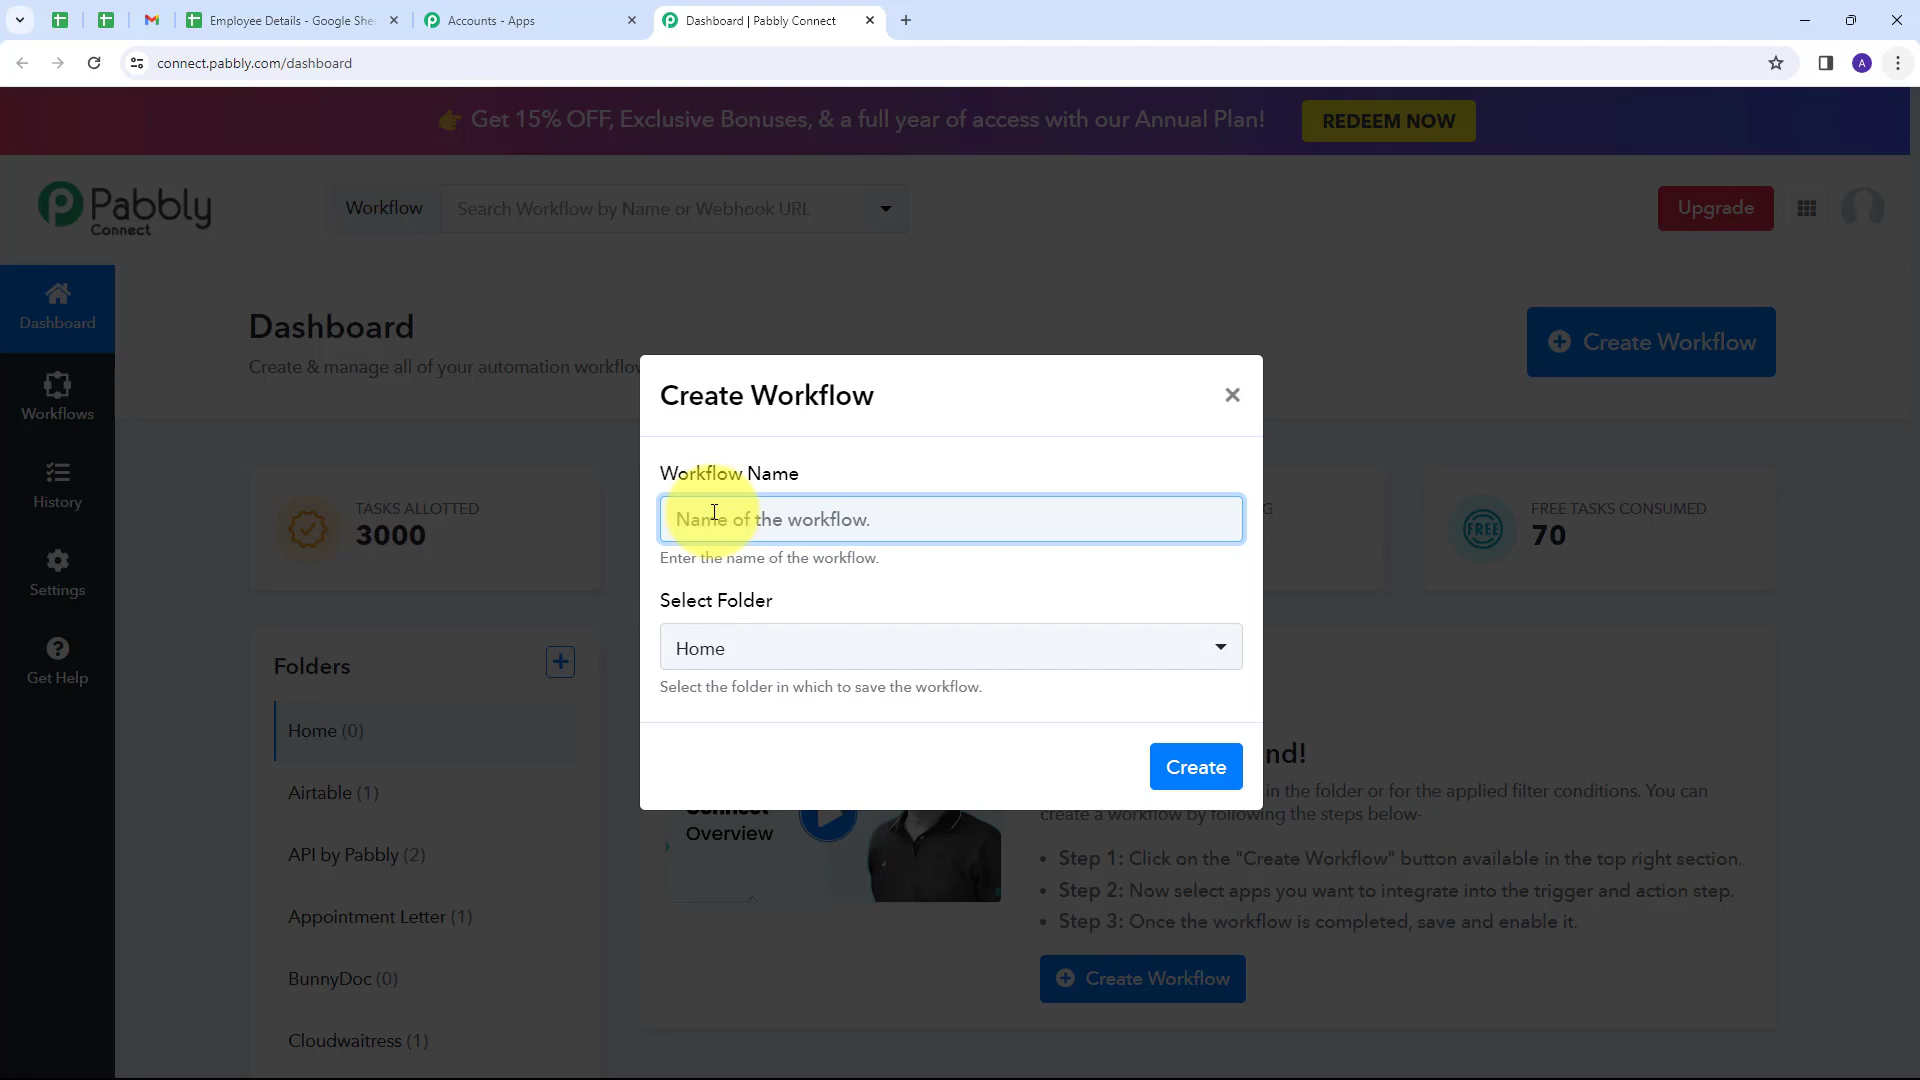 Employee Details - Google She
Accounts - Apps
Dashboard | Pabbly Connect
connect.pabbly.com/dashboard
A
Get 15% OFF, Exclusive Bonuses, & a full year of access with our Annual Plan!
REDEEM NOW
Pabbly
Connect
Workflow
Search Workflow by Name or Webhook URL
Upgrade
Dashboard
Workflows
History
Settings
Get Help
Dashboard
Create & manage all of your automation workflow
Create Workflow
TASKS ALLOTTED
3000
G
FREE
FREE TASKS CONSUMED
70
Create Workflow
Workflow Name
Name of the workflow.
Enter the name of the workflow.
Select Folder
Home
Select the folder in which to save the workflow.
Create
Folders
Home (0)
Airtable (1)
API by Pabbly (2)
Appointment Letter (1)
BunnyDoc (0)
Cloudwaitress (1)
Connect
Overview
nd!
in the folder or for the applied filter conditions. You can
create a workflow by following the steps below-
• Step 1: Click on the "Create Workflow" button available in the top right section.
• Step 2: Now select apps you want to integrate into the trigger and action step.
• Step 3: Once the workflow is completed, save and enable it.
Create Workflow